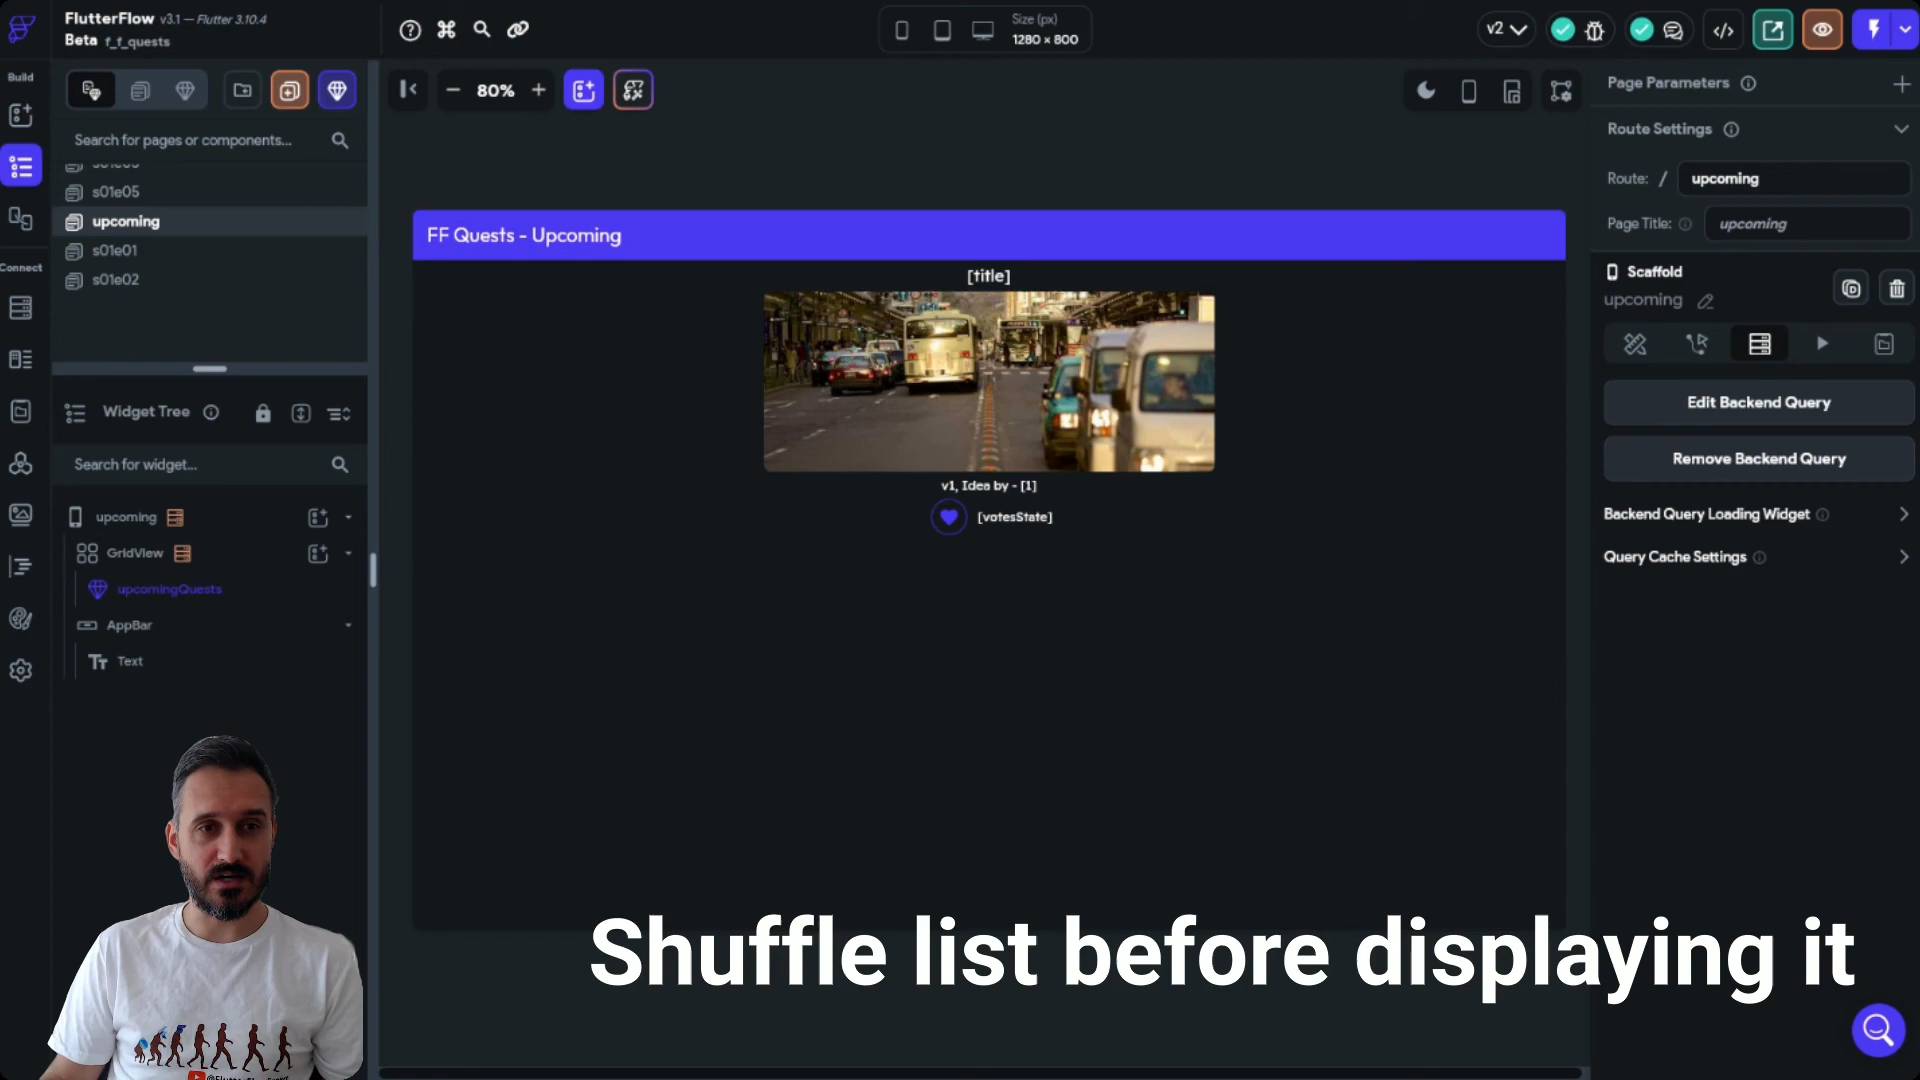 FlutterFlow v3.1 — Flutter 3.10.4
Beta f_f_quests
Size (px)
1280 × 800
v2
Build
80%
Page Parameters
Search for pages or components...
Route Settings
s01e05
Route: / upcoming
upcoming
Page Title: upcoming
s01e01
s01e02
Connect
FF Quests - Upcoming
[title]
Scaffold
upcoming
Edit Backend Query
Remove Backend Query
Widget Tree
Search for widget...
v1, Idea by - [1]
[votesState]
Backend Query Loading Widget
Query Cache Settings
upcoming
GridView
upcomingQuests
AppBar
Tt Text
Shuffle list before displaying it